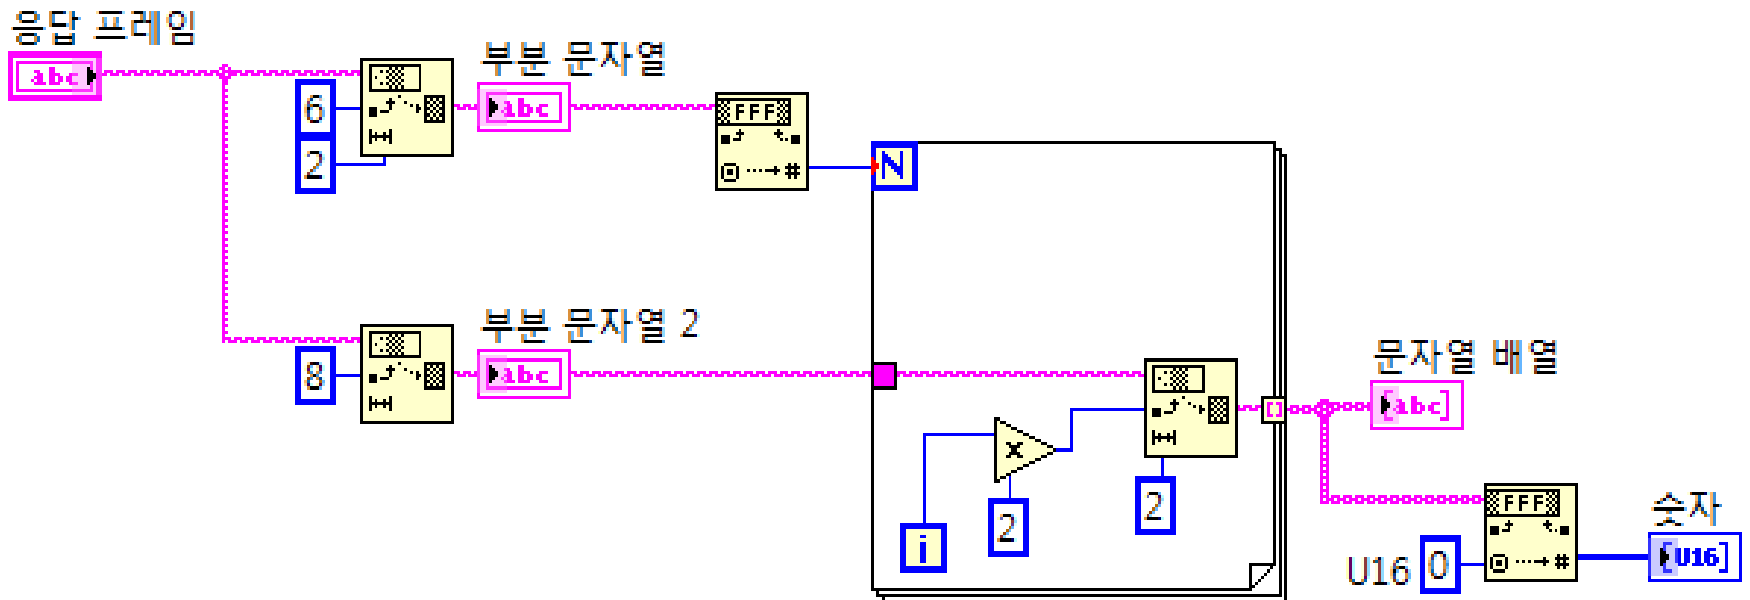 응답 프레임
abc
6
2
부분 문자열
abc
FFF
#
N
8
부분 문자열 2
abc
i
x
2
2
문자열 배열
[abc]
U16 0
FFF
#
숫자
[U16]